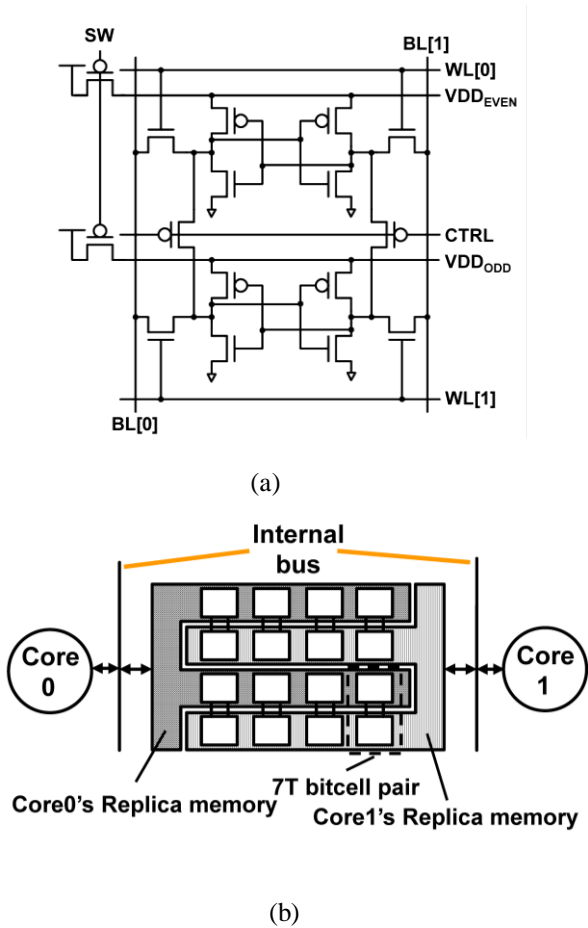 SW
BL[1]
WL[0]
VDDEVEN
CTRL
VDDODD
WL[1]
BL[0]
(a)
Internal
bus
Core
0
Core
1
7T bitcell pair
Core0's Replica memory
Core1's Replica memory
(b)